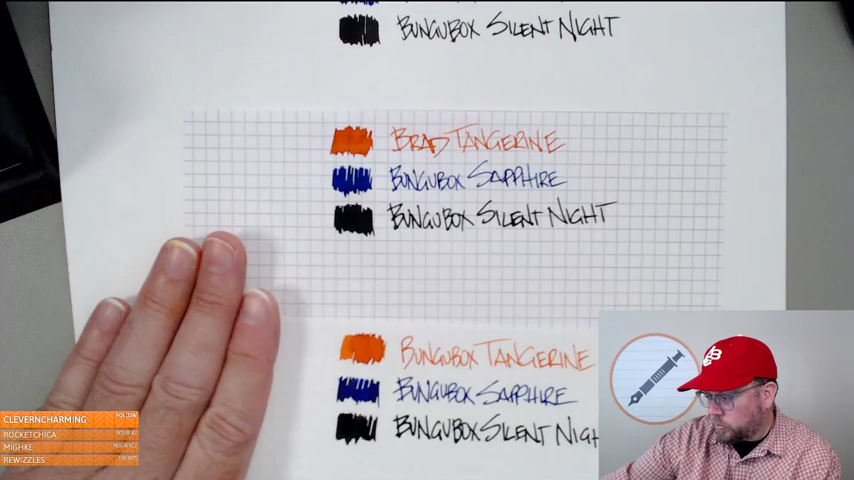 BUNGUBOX SILENT NIGHT
BRAD TANGERINE
BUNGUBOX SAPPHIRE
BUNGUBOX SILENT NIGHT
BUNGUBOX TANGERINE
BUNGUBOX SAPPHIRE
BUNGUBOX SILENT NIGH
CLEVERNCHARMING FOLLOW
ROCKETCHICA
MIGHKE
REWIZZLES